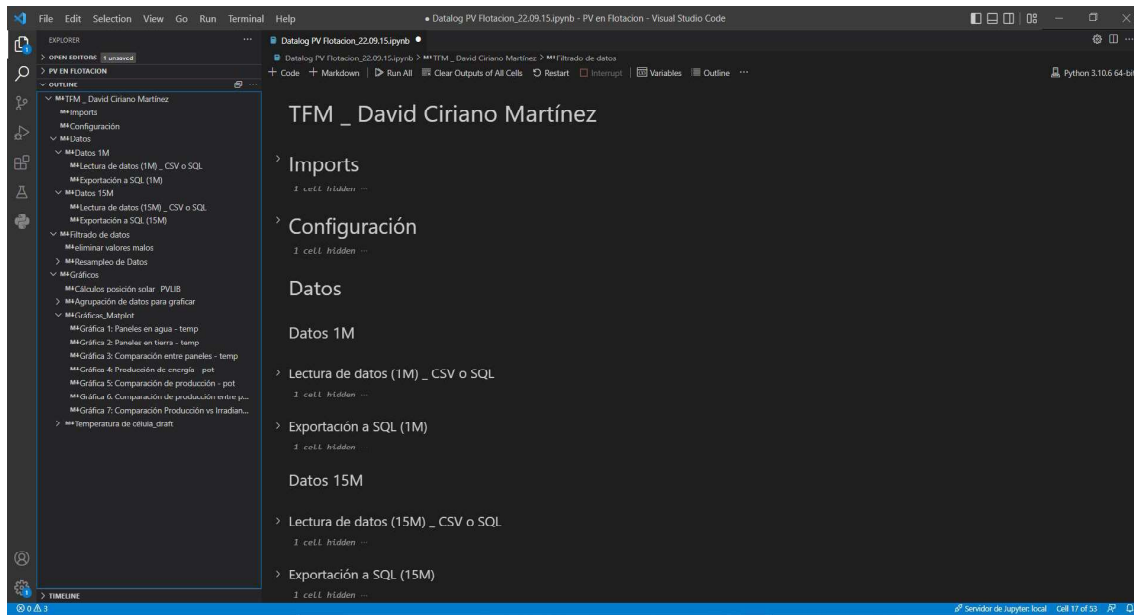 File Edit Selection View Go Run Terminal Help
● Datalog PV Flotacion_22.09.15.ipynb - PV en Flotacion - Visual Studio Code
EXPLORER
OPEN EDITORS 1 unsaved
PV EN FLOTACION
OUTLINE
TFM _ David Ciriano Martínez
Imports
Configuración
Datos
Datos 1M
Lectura de datos (1M) _ CSV o SQL
Exportación a SQL (1M)
Datos 15M
Lectura de datos (15M) _ CSV o SQL
Exportación a SQL (15M)
Filtrado de datos
eliminar valores malos
Resampleo de Datos
Gráficos
Cálculos posición solar PVLIB
Agrupación de datos para graficar
Gráficas_Matplot
Gráfica 1: Paneles en agua - temp
Gráfica 2: Paneles en tierra - temp
Gráfica 3: Comparación entre paneles - temp
Gráfica 4: Producción de energía pot
Gráfica 5: Comparación de producción - pot
Gráfica 6: Comparación de producción entre p...
Gráfica 7: Comparación Producción vs Irradian...
Temperatura de célula_draft
TIMELINE
Datalog PV Flotacion_22.09.15.ipynb ●
Datalog PV Flotacion_22.09.15.ipynb > TFM _ David Ciriano Martínez > Filtrado de datos
+ Code + Markdown | Run All Clear Outputs of All Cells Restart Interrupt | Variables Outline ...
Python 3.10.6 64-bit
TFM _ David Ciriano Martínez
Imports
1 cell hidden ...
Configuración
1 cell hidden ...
Datos
Datos 1M
Lectura de datos (1M) _ CSV o SQL
1 cell hidden ...
Exportación a SQL (1M)
1 cell hidden ...
Datos 15M
Lectura de datos (15M) _ CSV o SQL
1 cell hidden ...
Exportación a SQL (15M)
1 cell hidden ...
0 3
Servidor de Jupyter: local Cell 17 of 53